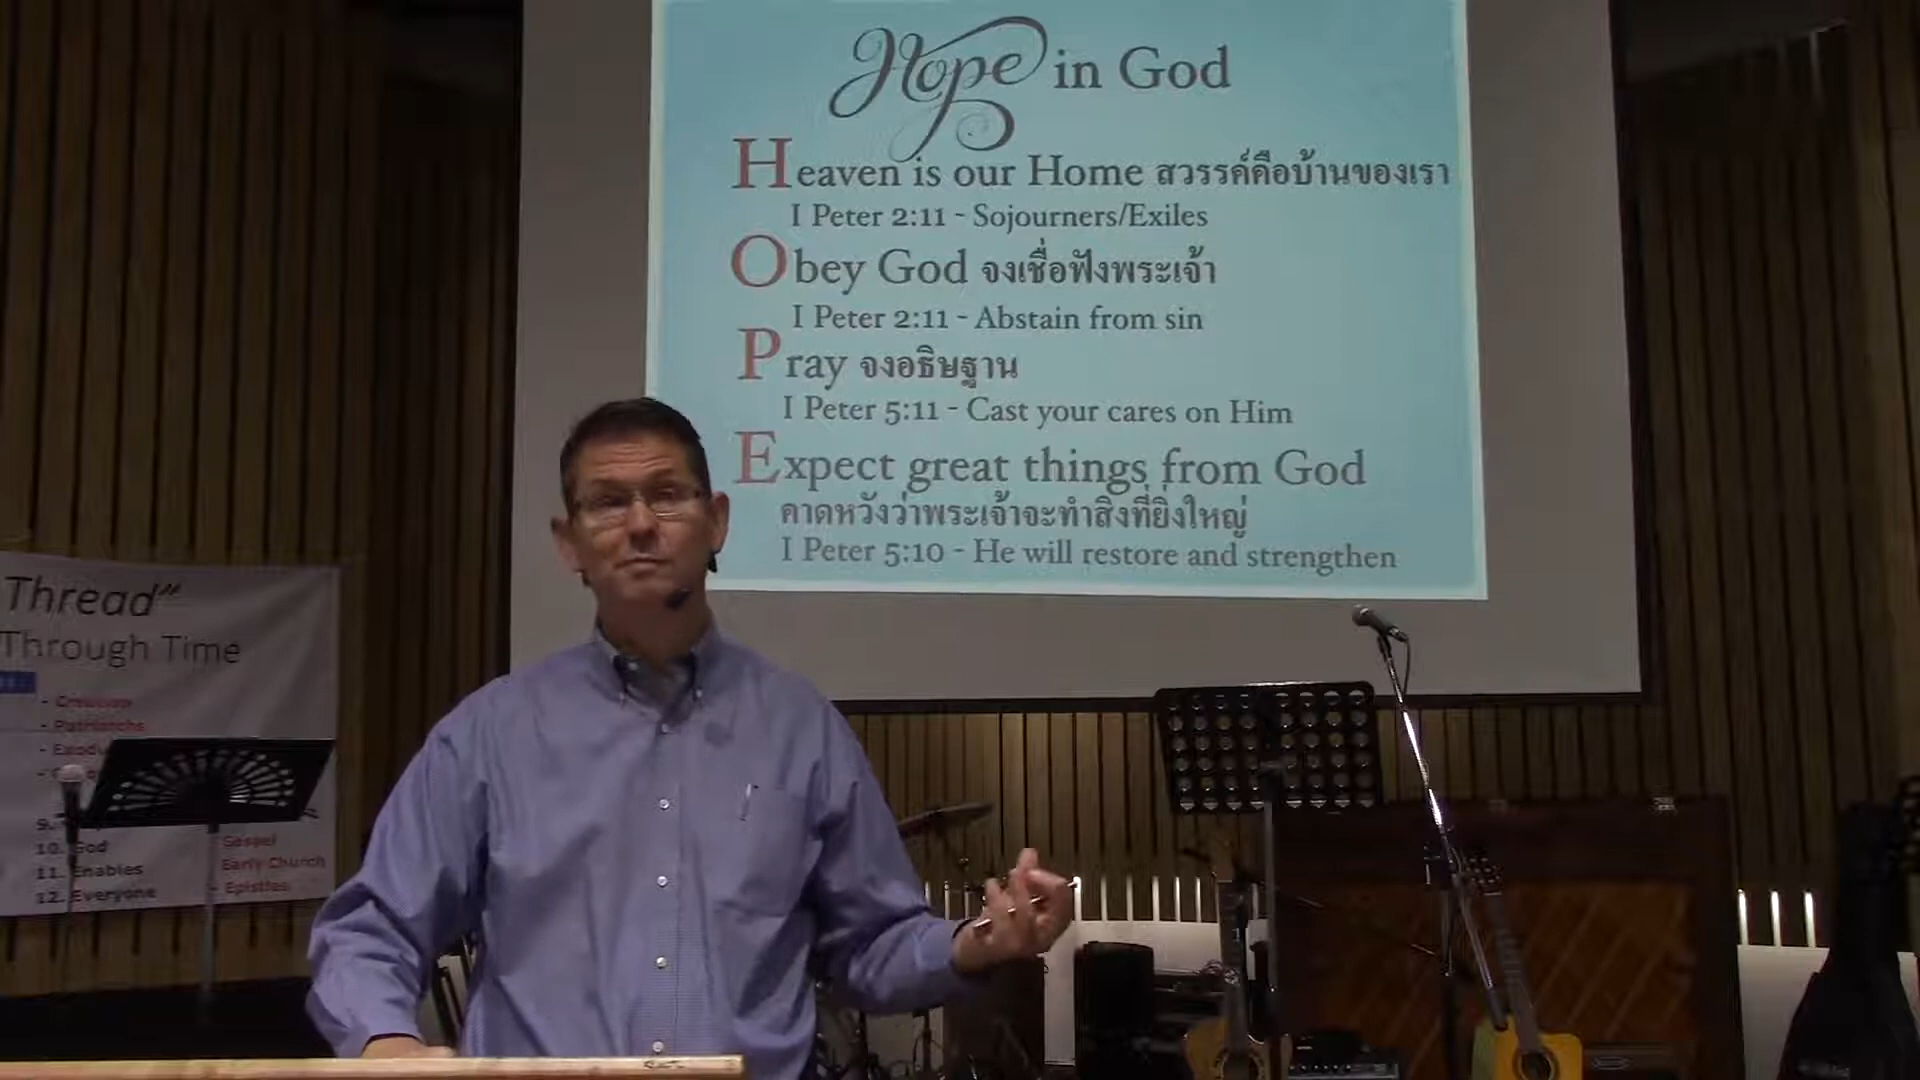 Hope in God
Heaven is our Home สวรรค์คือบ้านของเรา
I Peter 2:11 - Sojourners/Exiles
Obey God จงเชื่อฟังพระเจ้า
I Peter 2:11 - Abstain from sin
Pray จงอธิษฐาน
I Peter 5:11 - Cast your cares on Him
Expect great things from God
คาดหวังว่าพระเจ้าจะทำสิ่งที่ยิ่งใหญ่
I Peter 5:10 - He will restore and strengthen
Thread”
Through Time
- Patriarchs
9.
10. God
Gospel
11. Enables
Early Church
12. Everyone
- Epistles